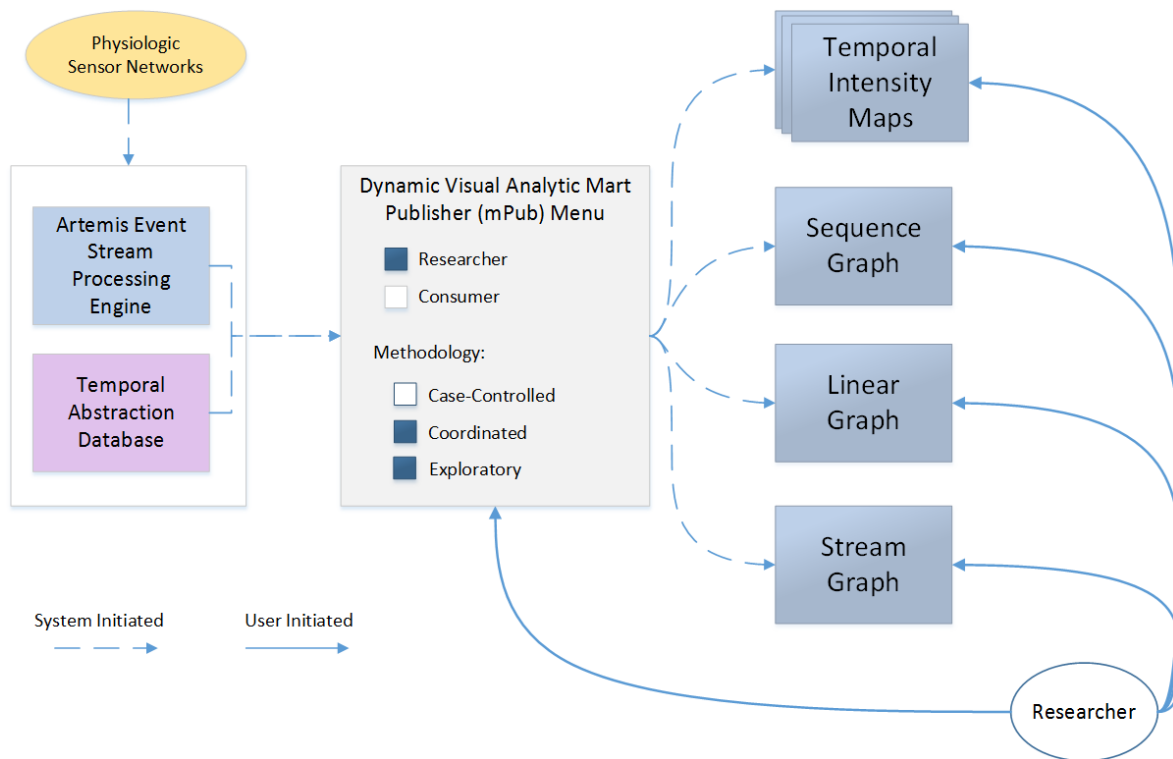 Physiologic
Sensor Networks
Artemis Event
Stream
Processing
Engine
Temporal
Abstraction
Database
Dynamic Visual Analytic Mart
Publisher (mPub) Menu
Researcher
Consumer
Methodology:
Case-Controlled
Coordinated
Exploratory
Temporal
Intensity
Maps
Sequence
Graph
Linear
Graph
Stream
Graph
System Initiated
User Initiated
Researcher